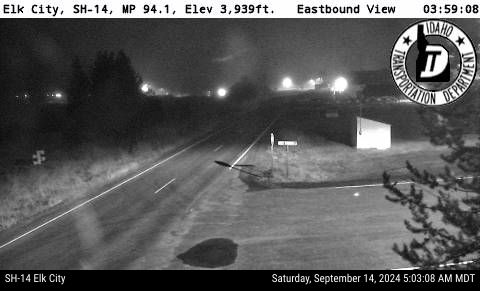 Elk City, SH-14, MP 94.1, Elev 3,939ft. Eastbound View 03:59:08
IDAHO
TRANSPORTATION DEPARTMENT
SH-14 Elk City Saturday, September 14, 2024 5:03:08 AM MDT